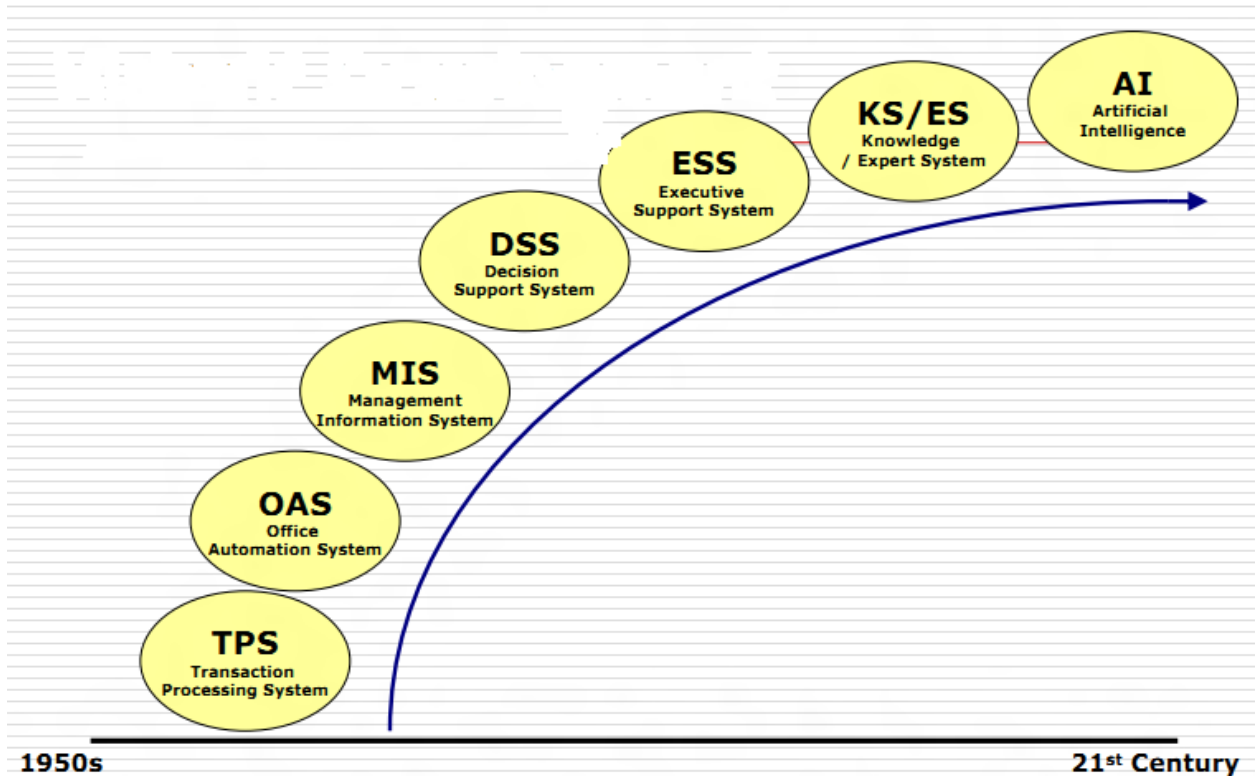 AI
Artificial
Intelligence
KS/ES
Knowledge
/ Expert System
ESS
Executive
Support System
DSS
Decision
Support System
MIS
Management
Information System
OAS
Office
Automation System
TPS
Transaction
Processing System
1950s
21st Century